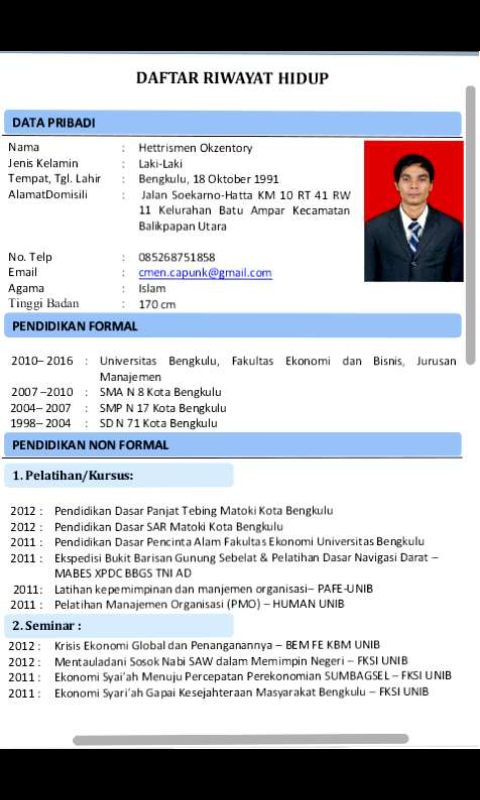 DAFTAR RIWAYAT HIDUP
DATA PRIBADI
Nama : Hettrismen Okzentory
Jenis Kelamin : Laki-Laki
Tempat, Tgl. Lahir : Bengkulu, 18 Oktober 1991
AlamatDomisili : Jalan Soekarno-Hatta KM 10 RT 41 RW
11 Kelurahan Batu Ampar Kecamatan
Balikpapan Utara
No. Telp : 085268751858
Email : cmen.capunk@gmail.com
Agama : Islam
Tinggi Badan : 170 cm
PENDIDIKAN FORMAL
2010– 2016 : Universitas Bengkulu, Fakultas Ekonomi dan Bisnis, Jurusan
Manajemen
2007 –2010 : SMA N 8 Kota Bengkulu
2004– 2007 : SMP N 17 Kota Bengkulu
1998– 2004 : SD N 71 Kota Bengkulu
PENDIDIKAN NON FORMAL
1. Pelatihan/Kursus:
2012 : Pendidikan Dasar Panjat Tebing Matoki Kota Bengkulu
2012 : Pendidikan Dasar SAR Matoki Kota Bengkulu
2011 : Pendidikan Dasar Pencinta Alam Fakultas Ekonomi Universitas Bengkulu
2011 : Ekspedisi Bukit Barisan Gunung Sebelat & Pelatihan Dasar Navigasi Darat –
MABES XPDC BBGS TNI AD
2011: Latihan kepemimpinan dan manjemen organisasi– PAFE-UNIB
2011 : Pelatihan Manajemen Organisasi (PMO) – HUMAN UNIB
2. Seminar :
2012 : Krisis Ekonomi Global dan Penanganannya – BEM FE KBM UNIB
2012 : Mentauladani Sosok Nabi SAW dalam Memimpin Negeri – FKSI UNIB
2011 : Ekonomi Syai'ah Menuju Percepatan Perekonomian SUMBAGSEL – FKSI UNIB
2011 : Ekonomi Syari'ah Gapai Kesejahteraan Masyarakat Bengkulu – FKSI UNIB